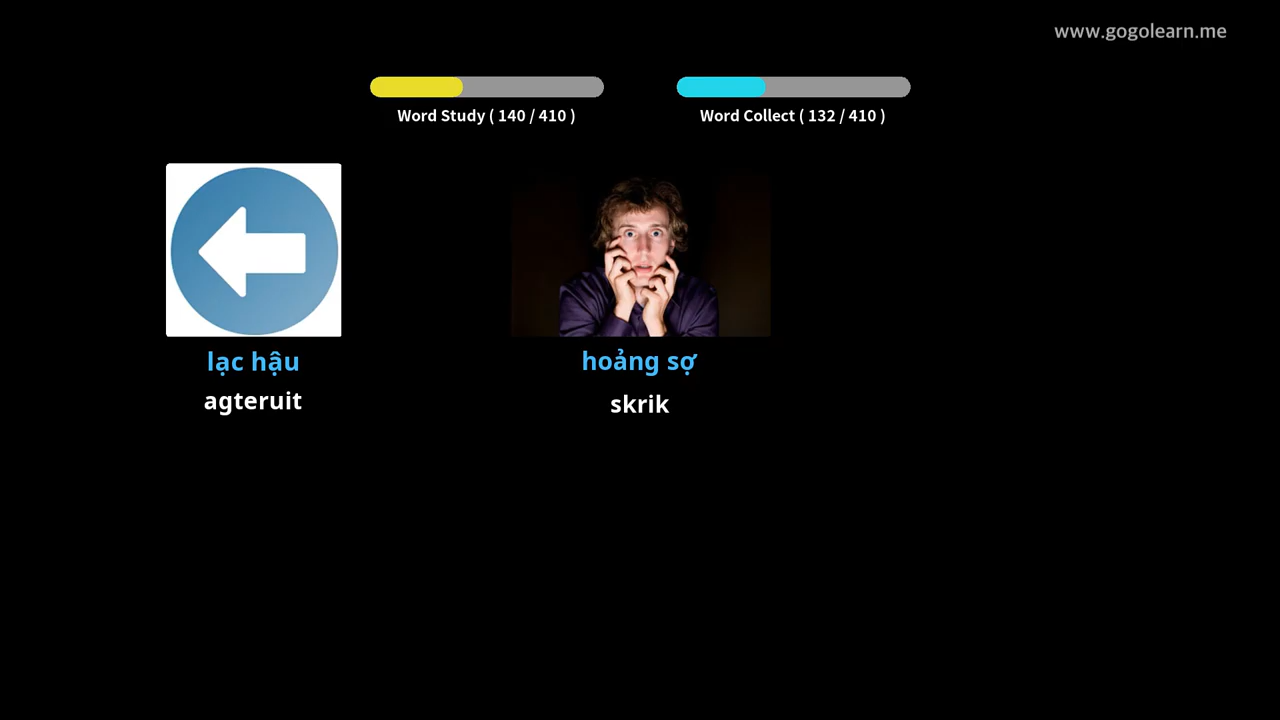 www.gogolearn.me
Word Study ( 140 / 410 )
Word Collect ( 132 / 410 )
lạc hậu
agteruit
hoảng sợ
skrik